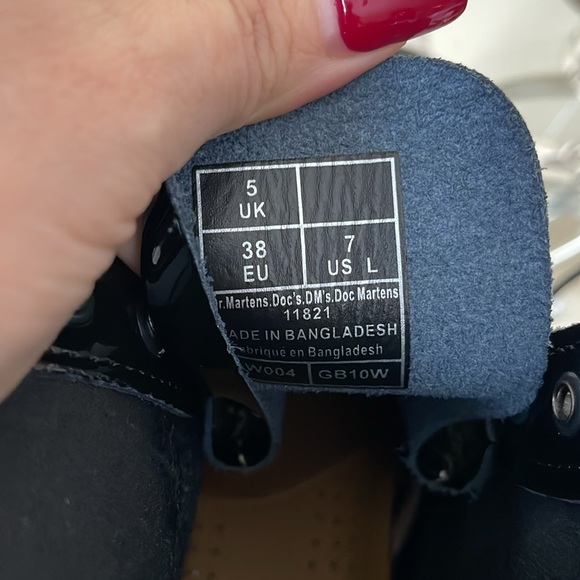 5
UK
38
EU
7
US L
r.Martens.Doc's.DM's.Doc Martens
11821
MADE IN BANGLADESH
abrique en Bangladesh
W004
GB10W